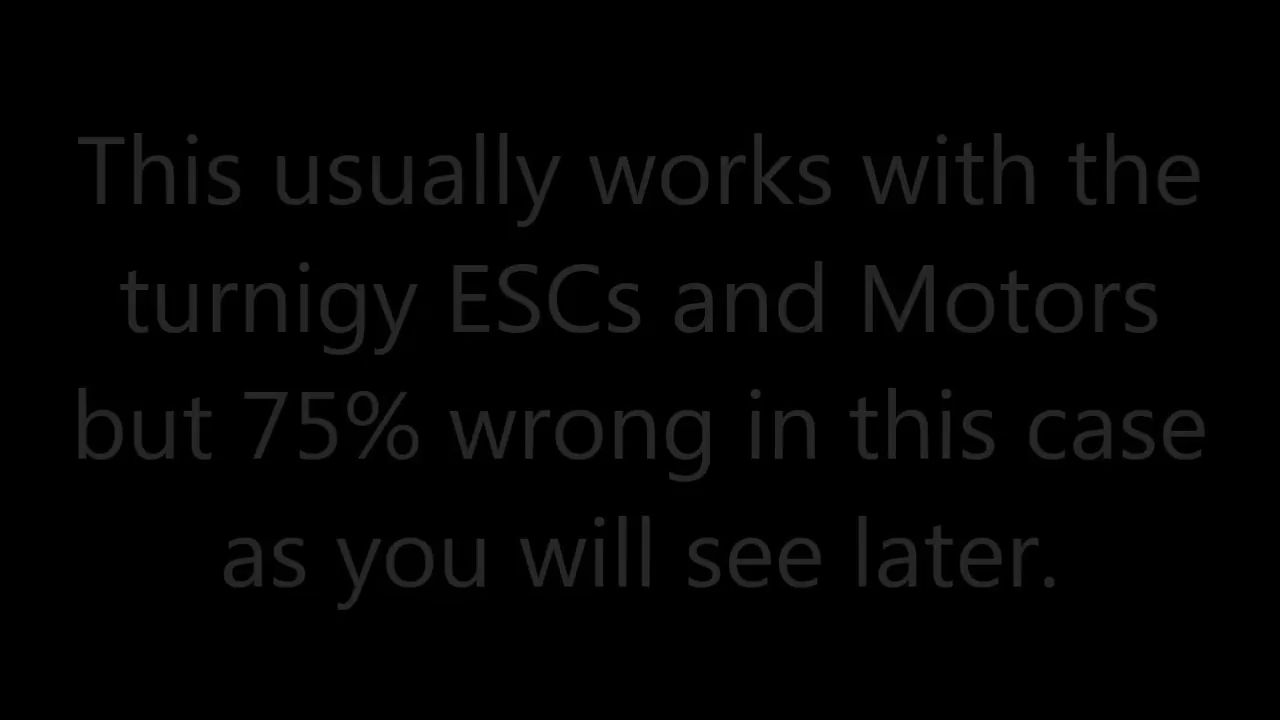 This usually works with the
turnigy ESCs and Motors
but 75% wrong in this case
as you will see later.